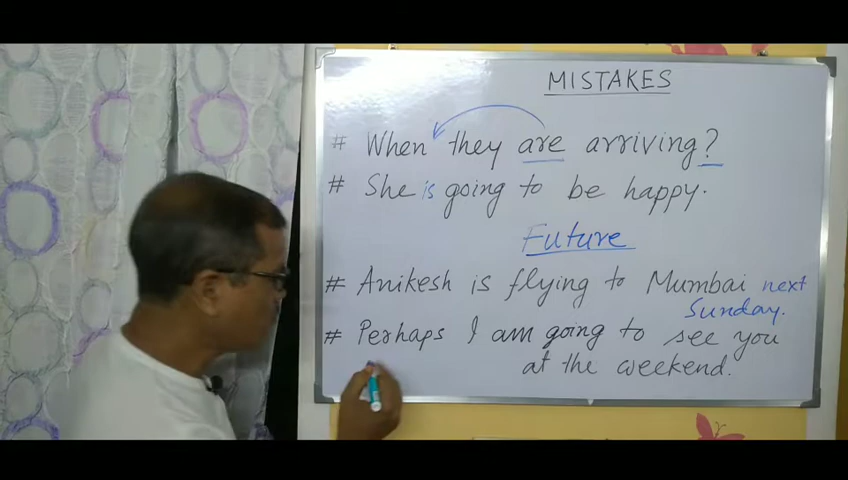 MISTAKES
# When they are arriving?
# She is going to be happy.
Future
# Anikesh is flying to Mumbai next
Sunday.
# Perhaps I am going to see you
at the weekend.